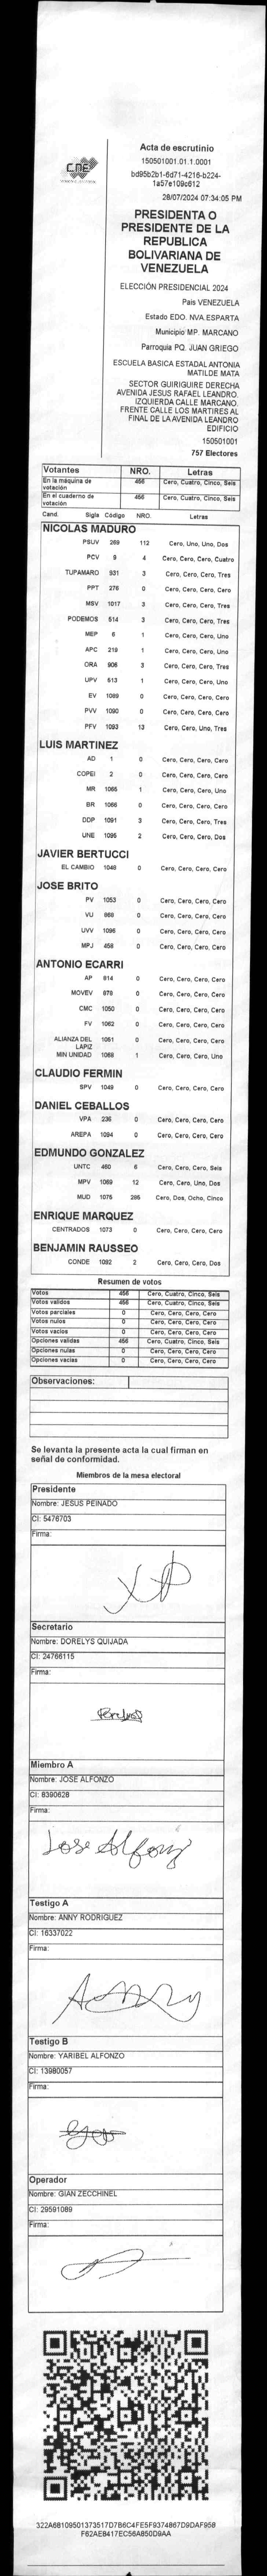 CNE
Acta de escrutinio
150501001.01.1.0001
bd95b2b1-6d71-4216-b224-
1a57e109c612
28/07/2024 07:34:05 PM
PRESIDENTA O
PRESIDENTE DE LA
REPUBLICA
BOLIVARIANA DE
VENEZUELA
ELECCIÓN PRESIDENCIAL 2024
Pais VENEZUELA
Estado EDO. NVA.ESPARTA
Municipio MP. MARCANO
Parroquia PQ. JUAN GRIEGO
ESCUELA BASICA ESTADAL ANTONIA
MATILDE MATA
SECTOR GUIRIGUIRE DERECHA
AVENIDA JESUS RAFAEL LEANDRO.
IZQUIERDA CALLE MARCANO.
FRENTE CALLE LOS MARTIRES AL
FINAL DE LA AVENIDA LEANDRO
EDIFICIO
150501001
757 Electores
Votantes NRO. Letras
En la máquina de votación 456 Cero, Cuatro, Cinco, Seis
En el cuaderno de votación 456 Cero, Cuatro, Cinco, Seis
Cand. Sigla Código NRO. Letras
NICOLAS MADURO
PSUV 269 112 Cero, Uno, Uno, Dos
PCV 9 4 Cero, Cero, Cero, Cuatro
TUPAMARO 931 3 Cero, Cero, Cero, Tres
PPT 276 0 Cero, Cero, Cero, Cero
MSV 1017 3 Cero, Cero, Cero, Tres
PODEMOS 514 3 Cero, Cero, Cero, Tres
MEP 6 1 Cero, Cero, Cero, Uno
APC 219 1 Cero, Cero, Cero, Uno
ORA 906 3 Cero, Cero, Cero, Tres
UPV 613 1 Cero, Cero, Cero, Uno
EV 1089 0 Cero, Cero, Cero, Cero
PVV 1090 0 Cero, Cero, Cero, Cero
PFV 1093 13 Cero, Cero, Uno, Tres
LUIS MARTINEZ
AD 1 0 Cero, Cero, Cero, Cero
COPEI 2 0 Cero, Cero, Cero, Cero
MR 1065 1 Cero, Cero, Cero, Uno
BR 1066 0 Cero, Cero, Cero, Cero
DDP 1091 3 Cero, Cero, Cero, Tres
UNE 1095 2 Cero, Cero, Cero, Dos
JAVIER BERTUCCI
EL CAMBIO 1048 0 Cero, Cero, Cero, Cero
JOSE BRITO
PV 1053 0 Cero, Cero, Cero, Cero
VU 868 0 Cero, Cero, Cero, Cero
UVV 1096 0 Cero, Cero, Cero, Cero
MPJ 458 0 Cero, Cero, Cero, Cero
ANTONIO ECARRI
AP 814 0 Cero, Cero, Cero, Cero
MOVEV 878 0 Cero, Cero, Cero, Cero
CMC 1050 0 Cero, Cero, Cero, Cero
FV 1062 0 Cero, Cero, Cero, Cero
ALIANZA DEL LAPIZ 1051 0 Cero, Cero, Cero, Cero
MIN UNIDAD 1068 1 Cero, Cero, Cero, Uno
CLAUDIO FERMIN
SPV 1049 0 Cero, Cero, Cero, Cero
DANIEL CEBALLOS
VPA 236 0 Cero, Cero, Cero, Cero
AREPA 1094 0 Cero, Cero, Cero, Cero
EDMUNDO GONZALEZ
UNTC 460 6 Cero, Cero, Cero, Seis
MPV 1069 12 Cero, Cero, Uno, Dos
MUD 1075 285 Cero, Dos, Ocho, Cinco
ENRIQUE MARQUEZ
CENTRADOS 1073 0 Cero, Cero, Cero, Cero
BENJAMIN RAUSSEO
CONDE 1092 2 Cero, Cero, Cero, Dos
Resumen de votos
Votos 456 Cero, Cuatro, Cinco, Seis
Votos validos 456 Cero, Cuatro, Cinco, Seis
Votos parciales 0 Cero, Cero, Cero, Cero
Votos nulos 0 Cero, Cero, Cero, Cero
Votos vacios 0 Cero, Cero, Cero, Cero
Opciones validas 456 Cero, Cuatro, Cinco, Seis
Opciones nulas 0 Cero, Cero, Cero, Cero
Opciones vacias 0 Cero, Cero, Cero, Cero
Observaciones:
Se levanta la presente acta la cual firman en
señal de conformidad.
Miembros de la mesa electoral
Presidente
Nombre: JESUS PEINADO
CI: 5476703
Firma:
Secretario
Nombre: DORELYS QUIJADA
CI: 24766115
Firma:
Miembro A
Nombre: JOSE ALFONZO
CI: 8390628
Firma:
Jose Alfonzo
Testigo A
Nombre: ANNY RODRIGUEZ
CI: 16337022
Firma:
Testigo B
Nombre: YARIBEL ALFONZO
CI: 13980057
Firma:
Operador
Nombre: GIAN ZECCHINEL
CI: 29591089
Firma:
322A68109501373517D7B6C4FE5F9374867D9DAF958
F62AE8417EC56A850D9AA